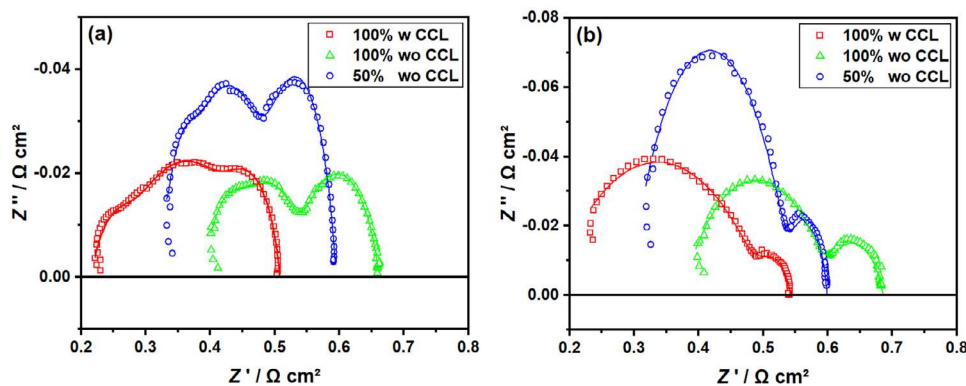 (a)
100% w CCL
100% wo CCL
50% wo CCL
-0.04
-0.02
0.00
Z'' / Ω cm²
0.2 0.3 0.4 0.5 0.6 0.7 0.8
Z' / Ω cm²
(b)
100% w CCL
100% wo CCL
50% wo CCL
-0.08
-0.06
-0.04
-0.02
0.00
Z'' / Ω cm²
0.2 0.3 0.4 0.5 0.6 0.7 0.8
Z' / Ω cm²